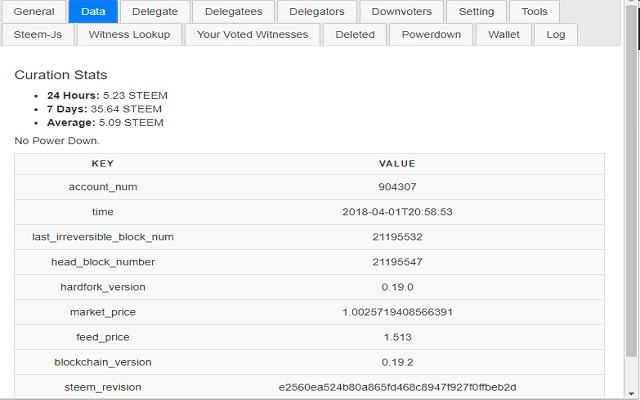 General Data Delegate Delegatees Delegators Downvoters Setting Tools
Steem-Js Witness Lookup Your Voted Witnesses Deleted Powerdown Wallet Log
Curation Stats
24 Hours: 5.23 STEEM
7 Days: 35.64 STEEM
Average: 5.09 STEEM
No Power Down.
KEY VALUE
account_num 904307
time 2018-04-01T20:58:53
last_irreversible_block_num 21195532
head_block_number 21195547
hardfork_version 0.19.0
market_price 1.0025719408566391
feed_price 1.513
blockchain_version 0.19.2
steem_revision e2560ea524b80a865fd468c8947f927f0ffbeb2d